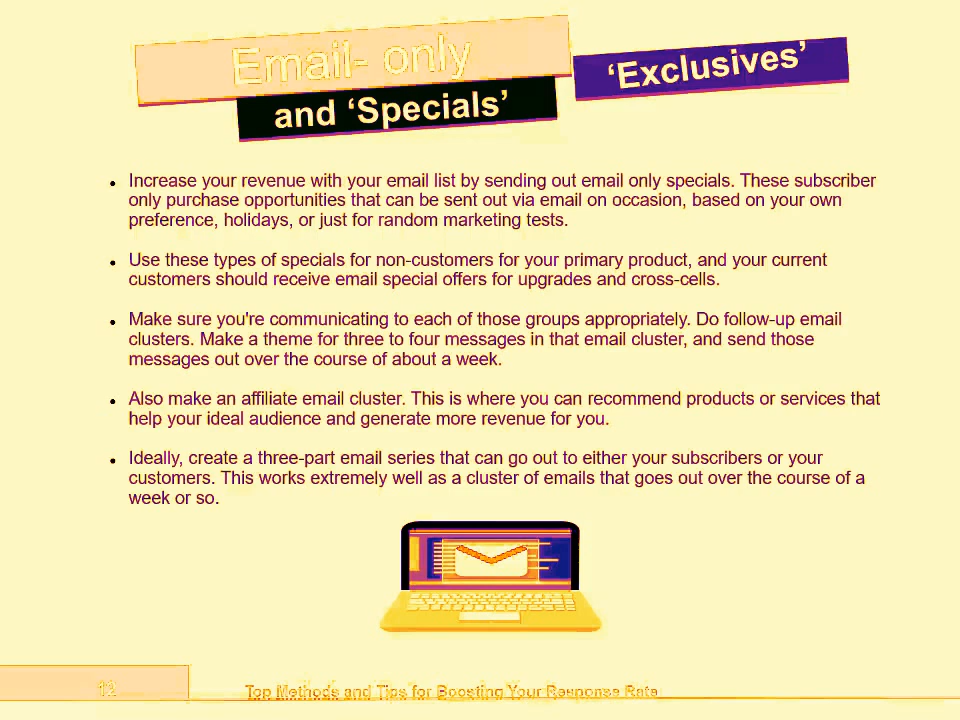 Email- only
‘Exclusives’
and ‘Specials’
• Increase your revenue with your email list by sending out email only specials. These subscriber
only purchase opportunities that can be sent out via email on occasion, based on your own
preference, holidays, or just for random marketing tests.
• Use these types of specials for non-customers for your primary product, and your current
customers should receive email special offers for upgrades and cross-cells.
• Make sure you're communicating to each of those groups appropriately. Do follow-up email
clusters. Make a theme for three to four messages in that email cluster, and send those
messages out over the course of about a week.
• Also make an affiliate email cluster. This is where you can recommend products or services that
help your ideal audience and generate more revenue for you.
• Ideally, create a three-part email series that can go out to either your subscribers or your
customers. This works extremely well as a cluster of emails that goes out over the course of a
week or so.
12
Top Methods and Tips for Boosting Your Response Rate